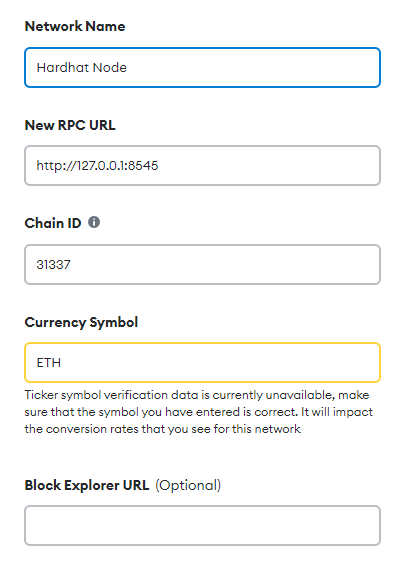 Network Name
Hardhat Node
New RPC URL
http://127.0.0.1:8545
Chain ID
31337
Currency Symbol
ETH
Ticker symbol verification data is currently unavailable, make
sure that the symbol you have entered is correct. It will impact
the conversion rates that you see for this network
Block Explorer URL (Optional)